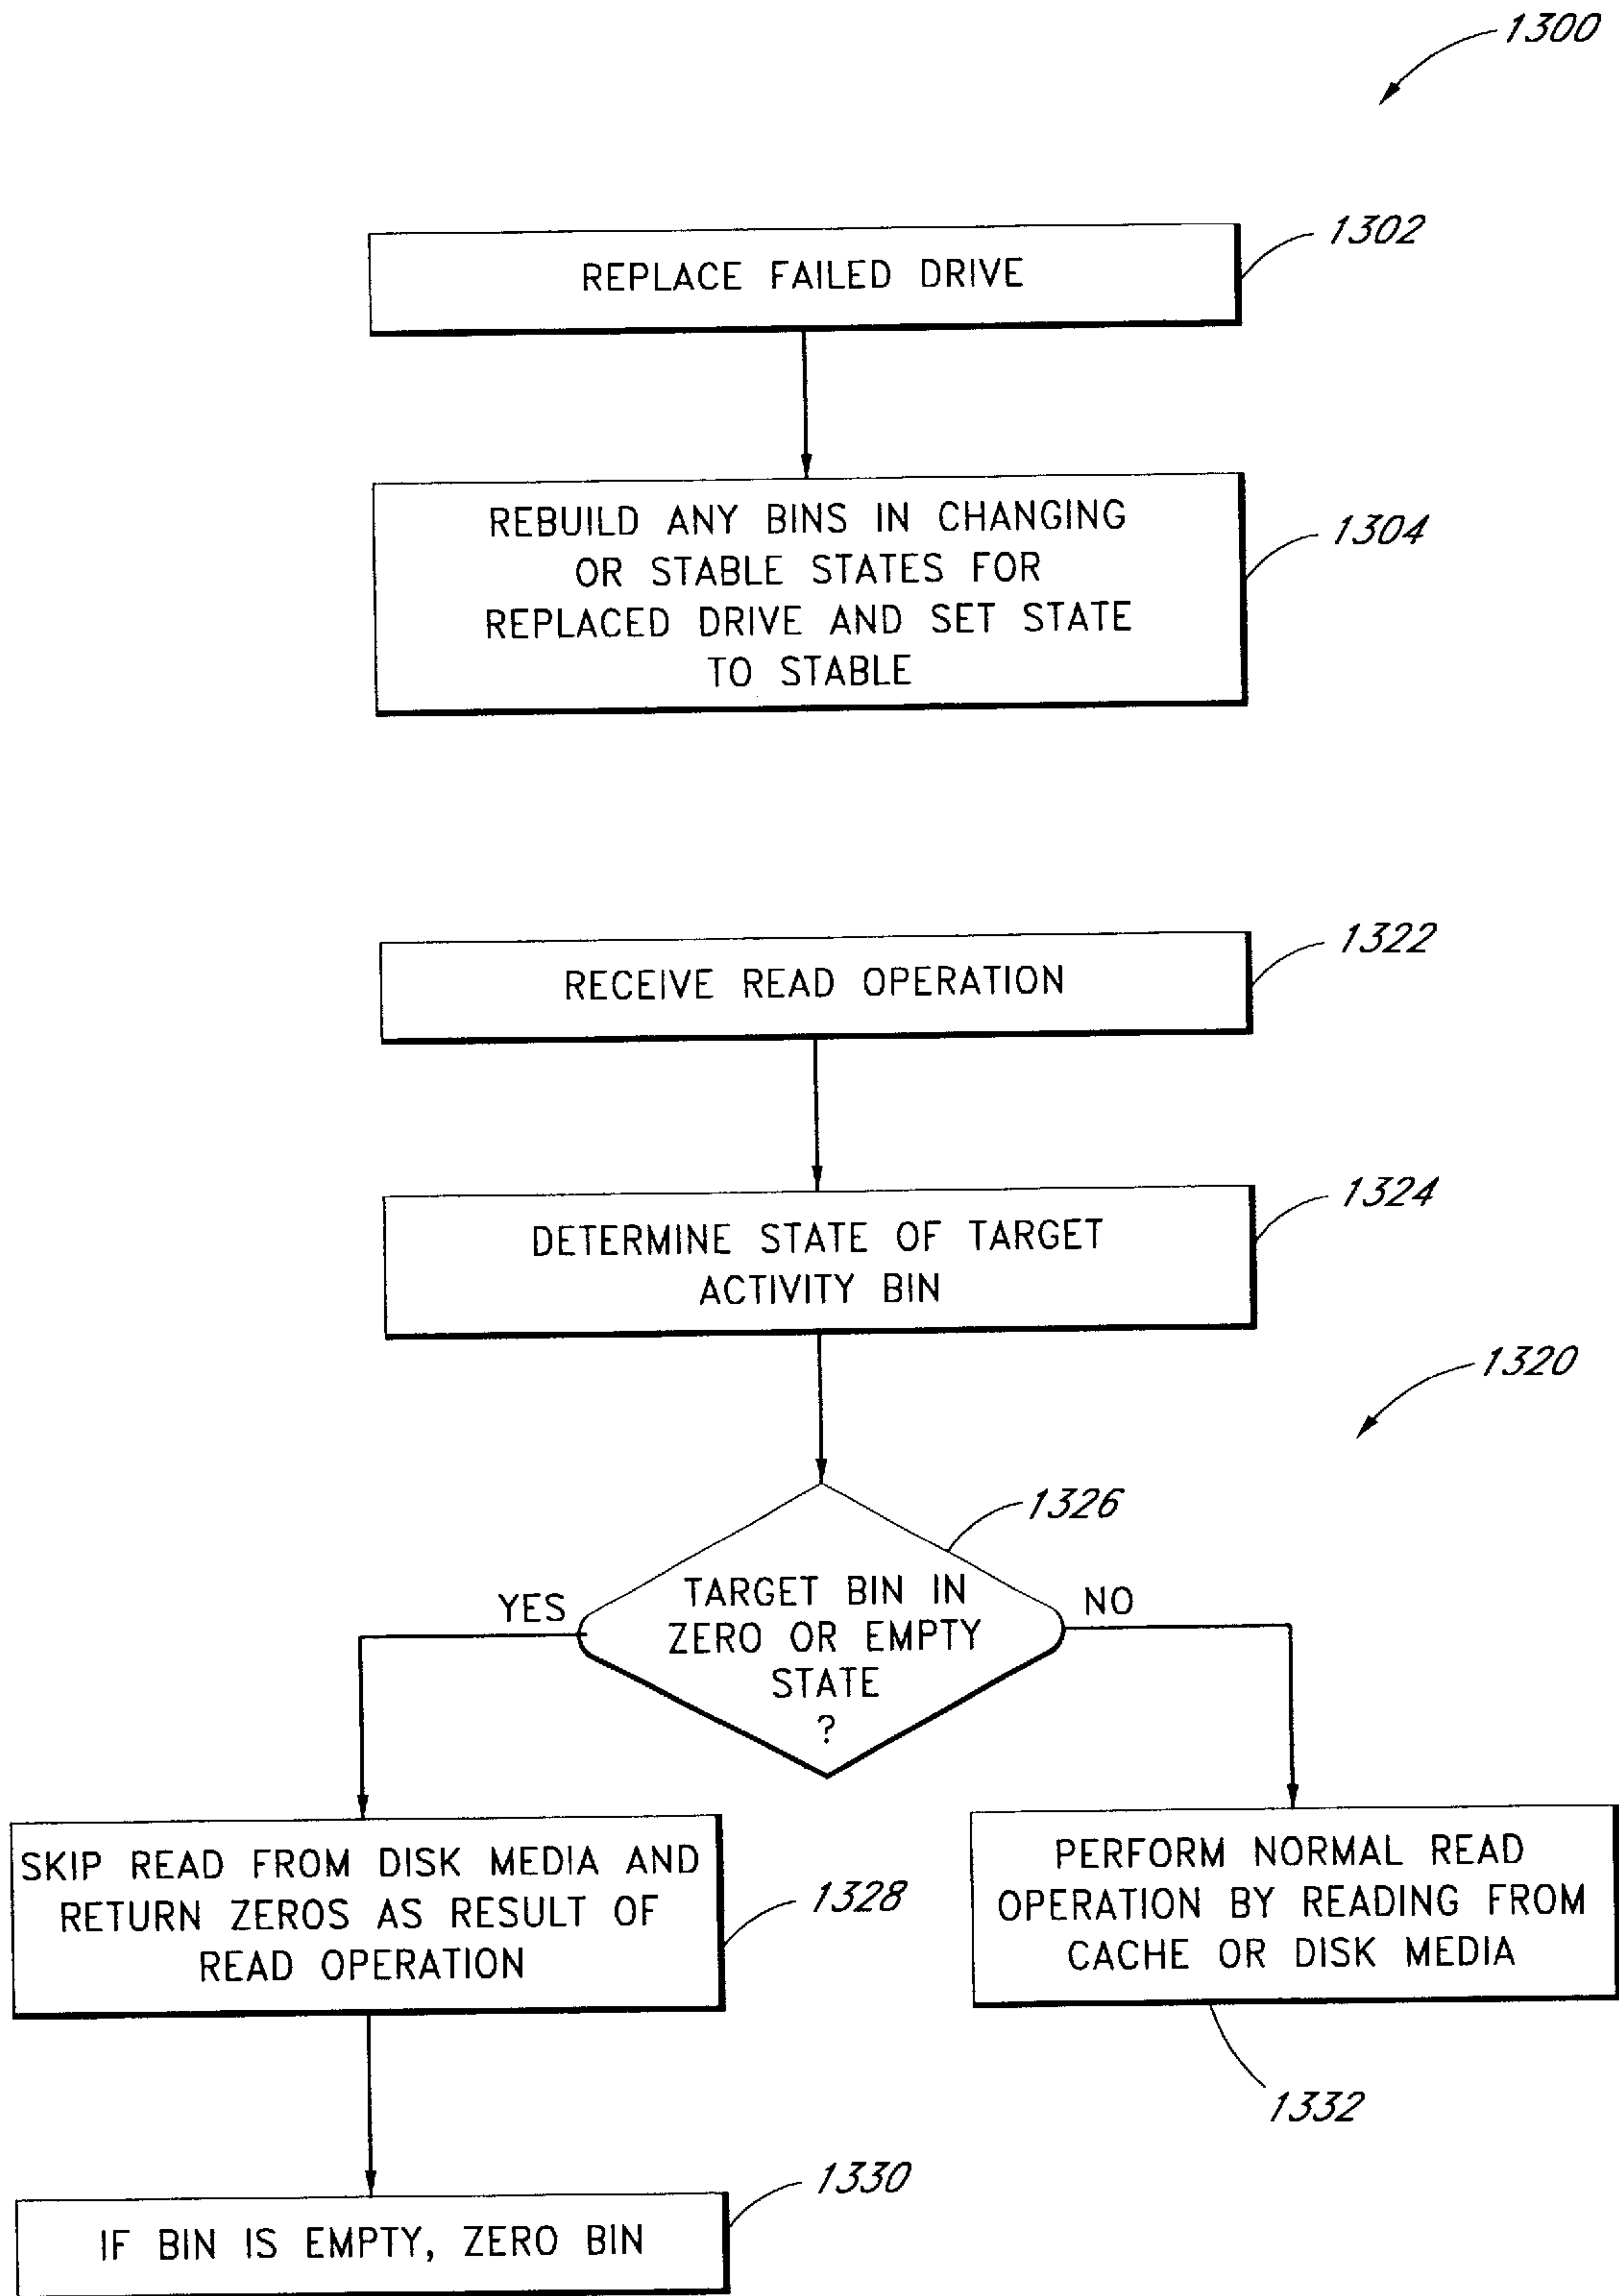 1300
REPLACE FAILED DRIVE
1302
REBUILD ANY BINS IN CHANGING
OR STABLE STATES FOR
REPLACED DRIVE AND SET STATE
TO STABLE
1304
RECEIVE READ OPERATION
1322
DETERMINE STATE OF TARGET
ACTIVITY BIN
1324
1320
1326
TARGET BIN IN
ZERO OR EMPTY
STATE
?
YES
NO
SKIP READ FROM DISK MEDIA AND
RETURN ZEROS AS RESULT OF
READ OPERATION
1328
PERFORM NORMAL READ
OPERATION BY READING FROM
CACHE OR DISK MEDIA
1332
IF BIN IS EMPTY, ZERO BIN
1330